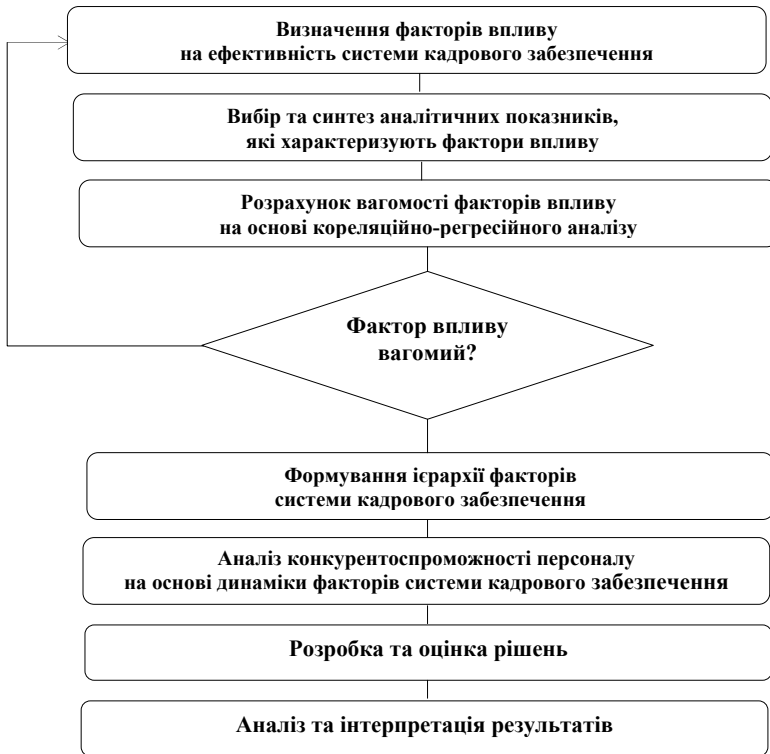 Визначення факторів впливу
на ефективність системи кадрового забезпечення
Вибір та синтез аналітичних показників,
які характеризують фактори впливу
Розрахунок вагомості факторів впливу
на основі кореляційно-регресійного аналізу
Фактор впливу
вагомий?
Формування ієрархії факторів
системи кадрового забезпечення
Аналіз конкурентоспроможності персоналу
на основі динаміки факторів системи кадрового забезпечення
Розробка та оцінка рішень
Аналіз та інтерпретація результатів